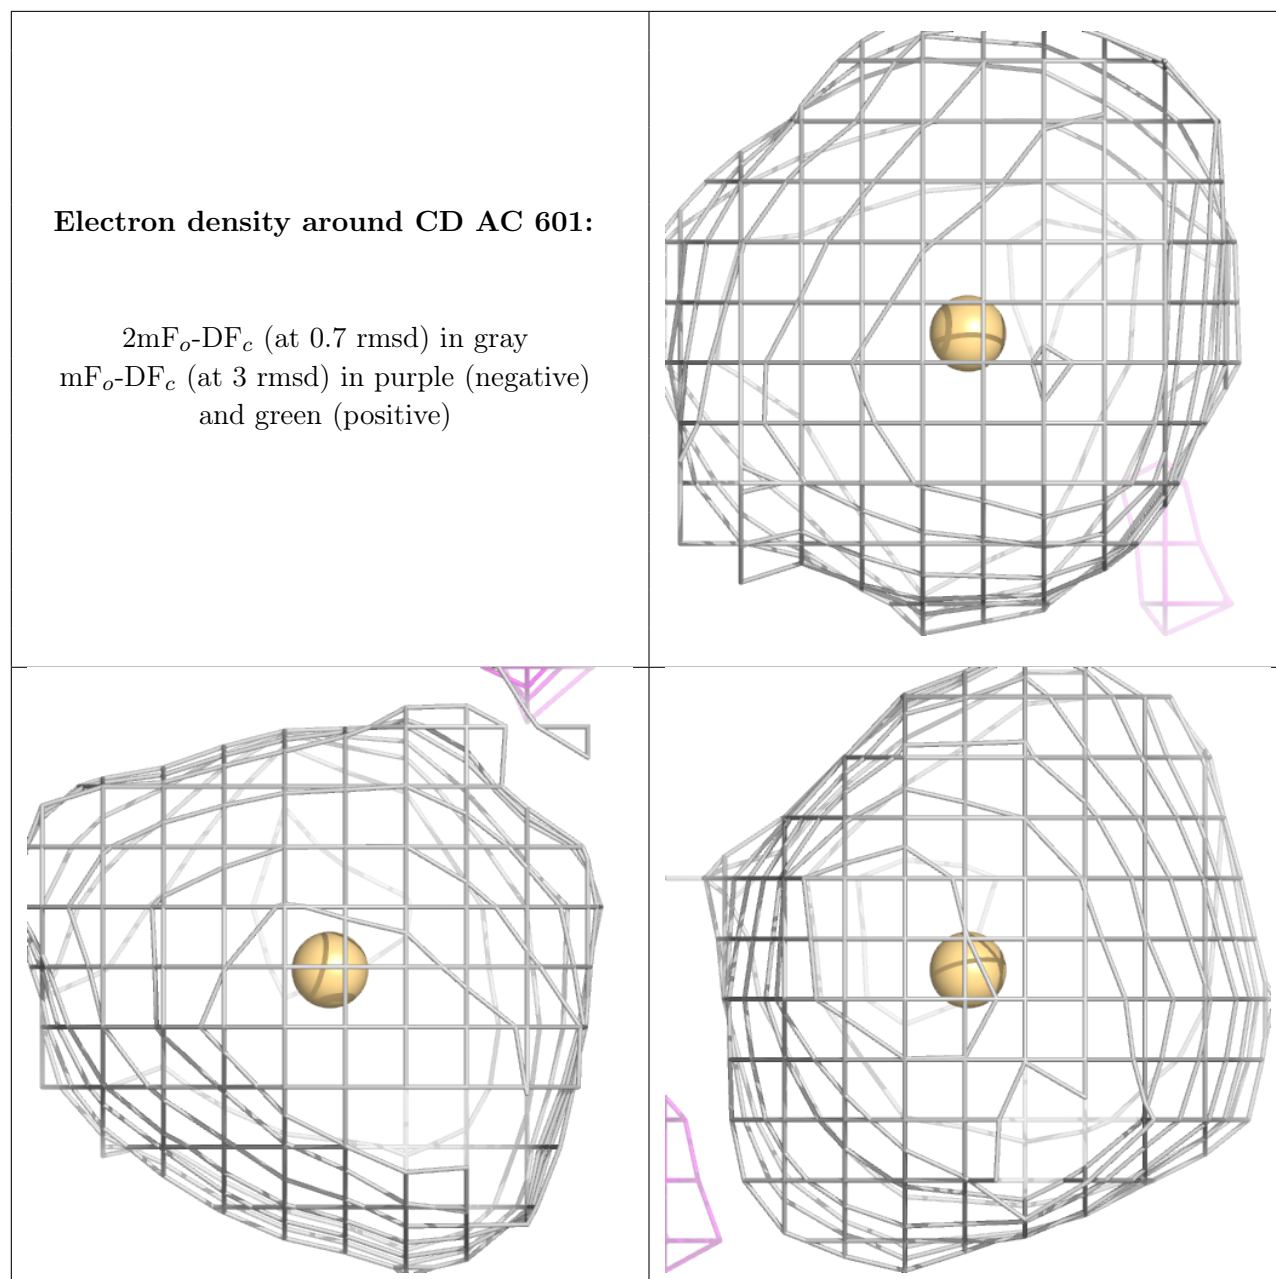 Electron density around CD AC 601:
2mFo-DFc (at 0.7 rmsd) in gray
mFo-DFc (at 3 rmsd) in purple (negative)
and green (positive)